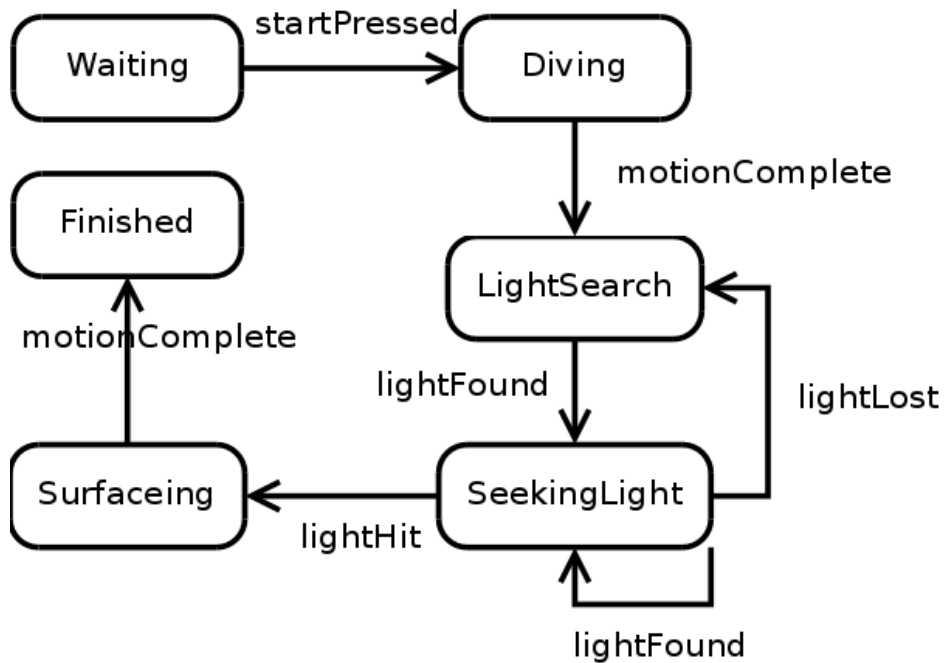 startPressed
Waiting
Diving
motionComplete
Finished
LightSearch
motionComplete
lightFound
lightLost
Surfaceing
SeekingLight
lightHit
lightFound